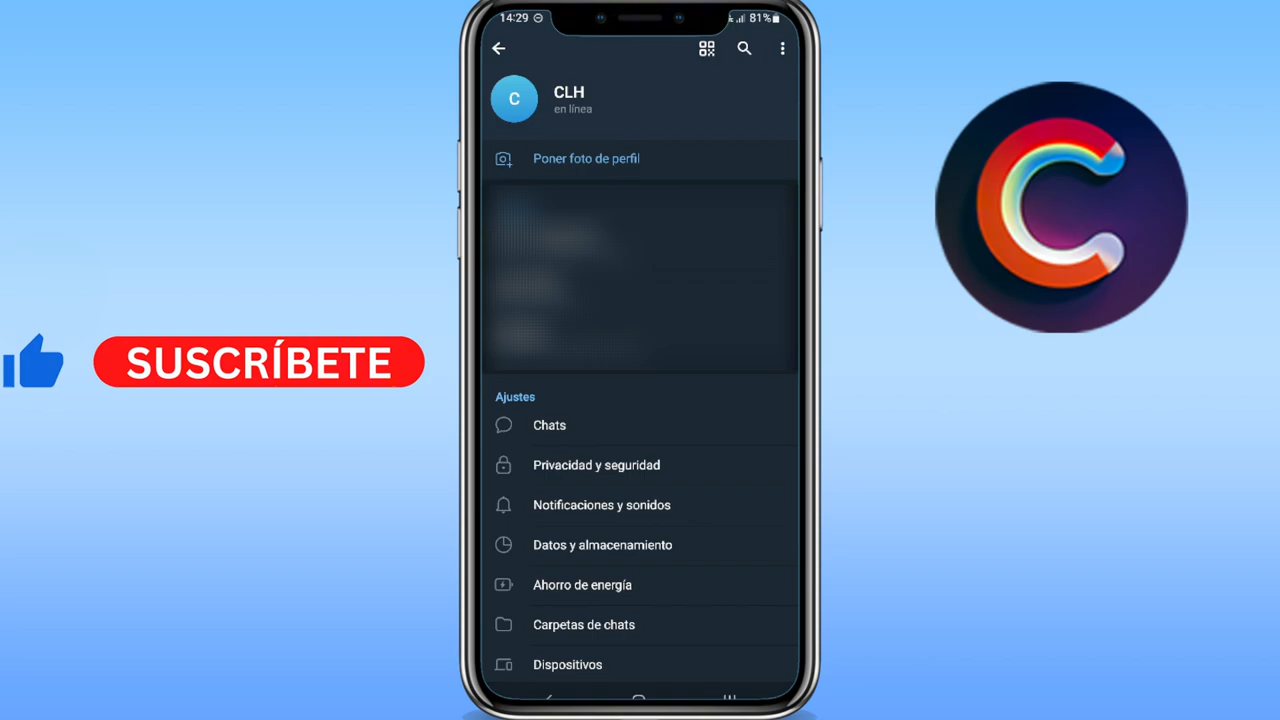 14:29
81%
C
CLH
en línea
Poner foto de perfil
Ajustes
Chats
Privacidad y seguridad
Notificaciones y sonidos
Datos y almacenamiento
Ahorro de energía
Carpetas de chats
Dispositivos
SUSCRÍBETE
C